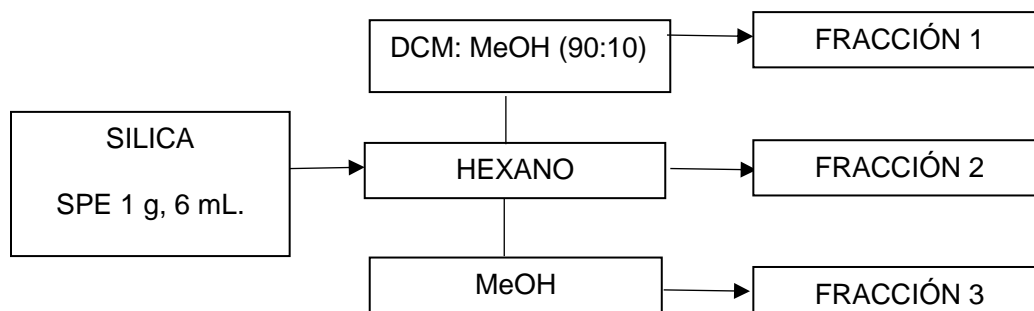 DCM: MeOH (90:10)
FRACCIÓN 1
SILICA
SPE 1 g, 6 mL.
HEXANO
FRACCIÓN 2
MeOH
FRACCIÓN 3